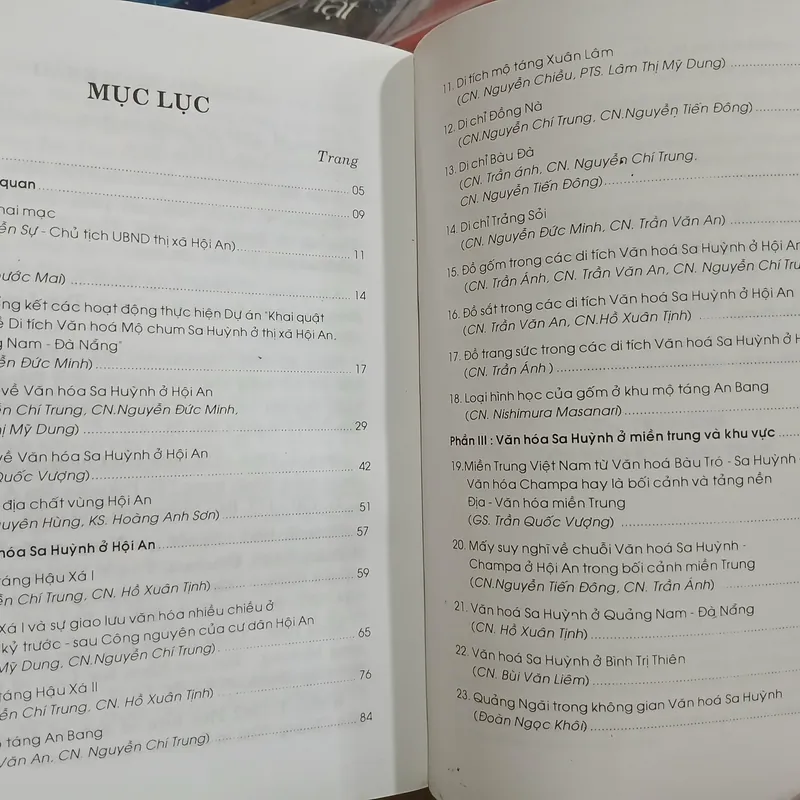 MỤC LỤC
Trang
quan 05
hai mạc 09
ễn Sự - Chủ tịch UBND thị xã Hội An) 11
ước Mai) 14
ổng kết các hoạt động thực hiện Dự án "Khai quật
ề Di tích Văn hoá Mộ chum Sa Huỳnh ở thị xã Hội An,
g Nam - Đà Nẵng"
ễn Đức Minh) 17
về Văn hóa Sa Huỳnh ở Hội An
ễn Chí Trung, CN.Nguyễn Đức Minh,
hị Mỹ Dung) 29
về Văn hóa Sa Huỳnh ở Hội An
Quốc Vượng) 42
địa chất vùng Hội An
guyên Hùng, KS. Hoàng Anh Sơn) 51
hóa Sa Huỳnh ở Hội An 57
táng Hậu Xá I
ễn Chí Trung, CN. Hồ Xuân Tịnh) 59
Xá I và sự giao lưu văn hóa nhiều chiều ở
kỷ trước - sau Công nguyên của cư dân Hội An
Mỹ Dung, CN.Nguyễn Chí Trung) 65
táng Hậu Xá II
ễn Chí Trung, CN. Hồ Xuân Tịnh) 76
táng An Bang
Văn An, CN. Nguyễn Chí Trung) 84
11. Di tích mộ táng Xuân Lâm
(CN. Nguyễn Chiều, PTS. Lâm Thị Mỹ Dung)
12. Di chỉ Đồng Nà
(CN.Nguyễn Chí Trung, CN.Nguyễn Tiến Đông)
13. Di chỉ Bàu Đà
(CN. Trần ánh, CN. Nguyễn Chí Trung,
CN. Nguyễn Tiến Đông)
14. Di chỉ Trảng Sỏi
(CN. Nguyễn Đức Minh, CN. Trần Văn An)
15. Đồ gốm trong các di tích Văn hoá Sa Huỳnh ở Hội An
(CN. Trần Ánh, CN. Trần Văn An, CN. Nguyễn Chí Tru
16. Đồ sắt trong các di tích Văn hoá Sa Huỳnh ở Hội An
(CN. Trần Văn An, CN.Hồ Xuân Tịnh)
17. Đồ trang sức trong các di tích Văn hoá Sa Huỳnh ở H
(CN. Trần Ánh )
18. Loại hình học của gốm ở khu mộ táng An Bang
(CN. Nishimura Masanari)
Phần III : Văn hóa Sa Huỳnh ở miền trung và khu vực
19.Miền Trung Việt Nam từ Văn hoá Bàu Tró - Sa Huỳnh
Văn hóa Champa hay là bối cảnh và tảng nền
Địa - Văn hóa miền Trung
(GS. Trần Quốc Vượng)
20. Mấy suy nghĩ về chuỗi Văn hoá Sa Huỳnh -
Champa ở Hội An trong bối cảnh miền Trung
(CN.Nguyễn Tiến Đông, CN. Trần Ánh)
21. Văn hoá Sa Huỳnh ở Quảng Nam - Đà Nẵng
(CN. Hồ Xuân Tịnh)
22. Văn hoá Sa Huỳnh ở Bình Trị Thiên
(CN. Bùi Văn Liêm)
23. Quảng Ngãi trong không gian Văn hoá Sa Huỳnh
(Đoàn Ngọc Khôi)